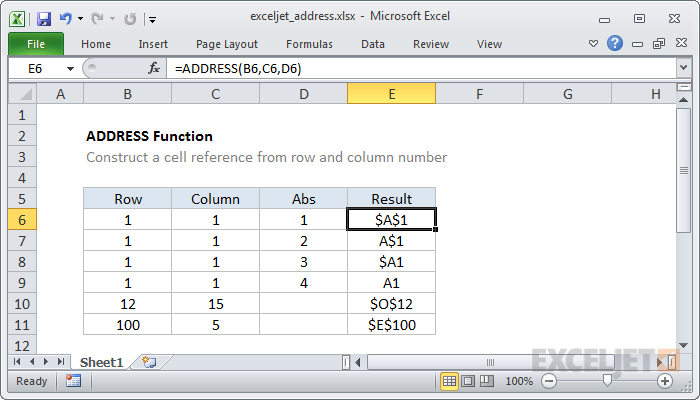 exceljet_address.xlsx - Microsoft Excel
File Home Insert Page Layout Formulas Data Review View
E6 fx =ADDRESS(B6,C6,D6)
A B C D E F G H
1
2 ADDRESS Function
3 Construct a cell reference from row and column number
4
5 Row Column Abs Result
6 1 1 1 $A$1
7 1 1 2 A$1
8 1 1 3 $A1
9 1 1 4 A1
10 12 15 $O$12
11 100 5 $E$100
12
Sheet1 EXCELJET
Ready 100%